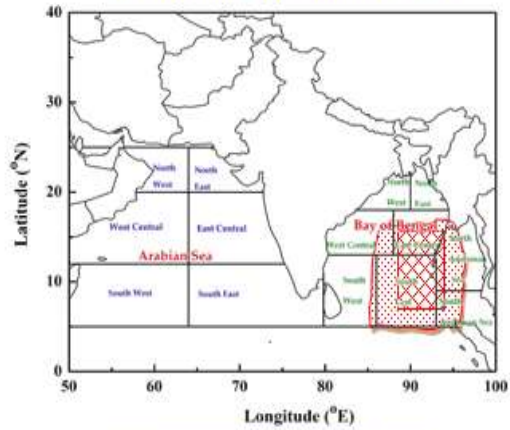 40
30
20
10
0
Latitude (°N)
North
West
North
East
West Central
East Central
Arabian Sea
South West
South East
North
West
North
East
Bay of Bengal
West Central
North
South
West
South
50
60
70
80
90
100
Longitude (°E)